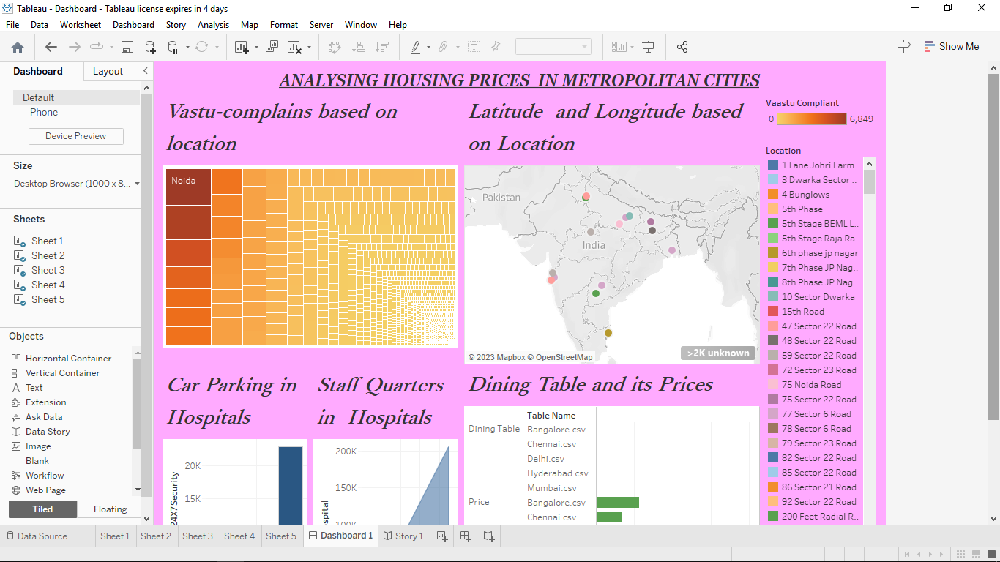 Tableau - Dashboard - Tableau license expires in 4 days
File Data Worksheet Dashboard Story Analysis Map Format Server Window Help
Show Me
Dashboard Layout
Default
Phone
Device Preview
Size
Desktop Browser (1000 x 8...
Sheets
Sheet 1
Sheet 2
Sheet 3
Sheet 4
Sheet 5
Objects
Horizontal Container
Vertical Container
Text
Extension
Ask Data
Data Story
Image
Blank
Workflow
Web Page
Tiled Floating
ANALYSING HOUSING PRICES IN METROPOLITAN CITIES
Vastu-complains based on
location
Noida
Latitude and Longitude based
on Location
Pakistan
India
© 2023 Mapbox © OpenStreetMap
>2K unknown
Vaastu Compliant
0 6,849
Location
1 Lane Johri Farm
3 Dwarka Sector ..
4 Bunglows
5th Phase
5th Stage BEML L..
5th Stage Raja Ra..
6th phase jp nagar
7th Phase JP Nag..
8th Phase JP Nag..
10 Sector Dwarka
15th Road
47 Sector 22 Road
48 Sector 22 Road
59 Sector 22 Road
72 Sector 23 Road
75 Noida Road
75 Sector 22 Road
77 Sector 6 Road
78 Sector 6 Road
79 Sector 23 Road
82 Sector 22 Road
85 Sector 22 Road
86 Sector 21 Road
92 Sector 22 Road
200 Feet Radial R..
Car Parking in
Hospitals
20K
15K
24X7Security
Staff Quarters
in Hospitals
200K
150K
100K
spital
Dining Table and its Prices
Table Name
Dining Table Bangalore.csv
Chennai.csv
Delhi.csv
Hyderabad.csv
Mumbai.csv
Price Bangalore.csv
Chennai.csv
Data Source Sheet 1 Sheet 2 Sheet 3 Sheet 4 Sheet 5 Dashboard 1 Story 1